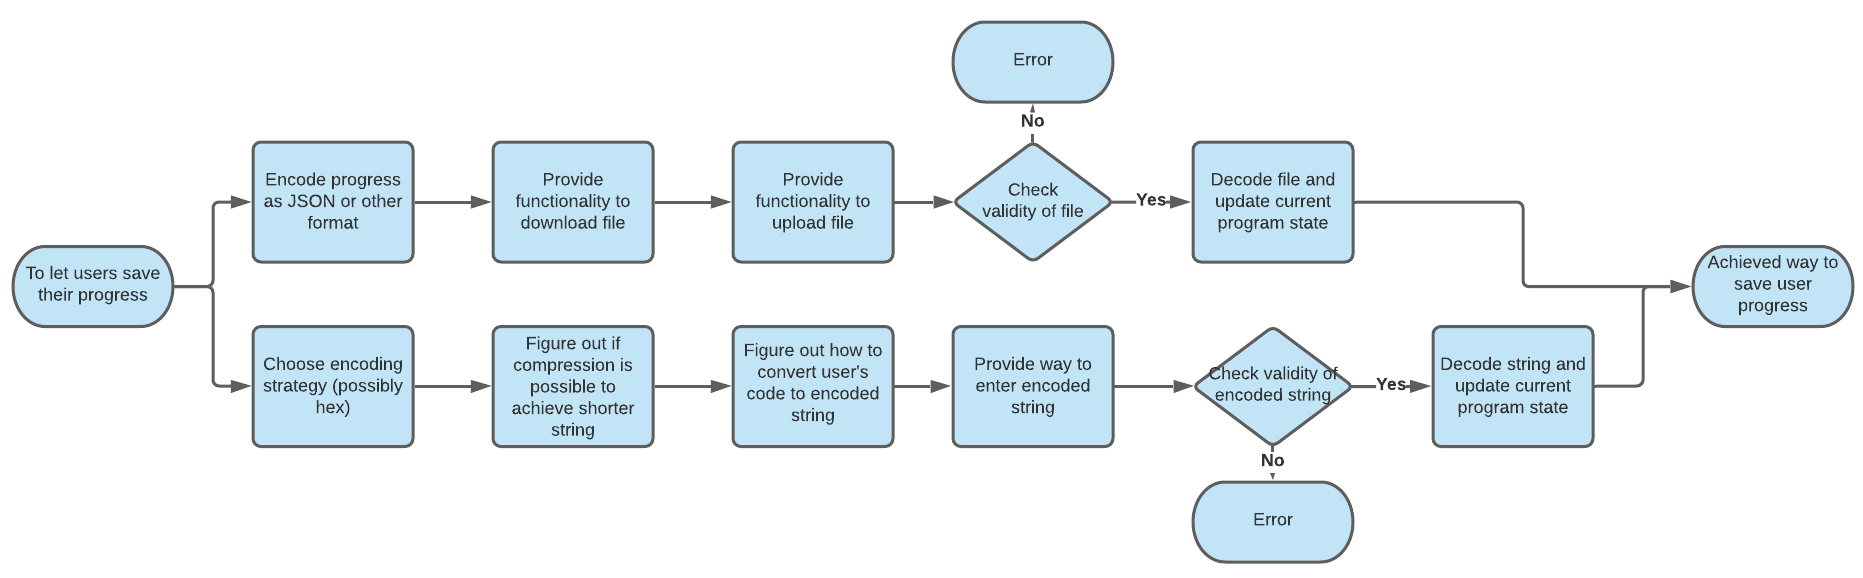 Error
No
Encode progress
as JSON or other
format
Provide
functionality to
download file
Provide
functionality to
upload file
Check
validity of file
Yes
Decode file and
update current
program state
To let users save
their progress
Achieved way to
save user
progress
Choose encoding
strategy (possibly
hex)
Figure out if
compression is
possible to
achieve shorter
string
Figure out how to
convert user's
code to encoded
string
Provide way to
enter encoded
string
Check validity of
encoded string
Yes
Decode string and
update current
program state
No
Error